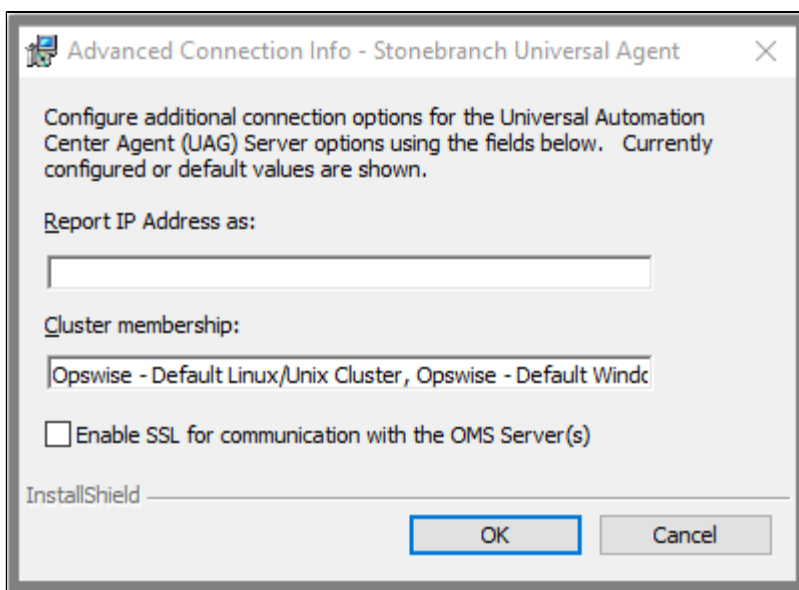 Advanced Connection Info - Stonebranch Universal Agent
Configure additional connection options for the Universal Automation
Center Agent (UAG) Server options using the fields below. Currently
configured or default values are shown.
Report IP Address as:
Cluster membership:
Opswise - Default Linux/Unix Cluster, Opswise - Default Windo
Enable SSL for communication with the OMS Server(s)
InstallShield
OK
Cancel